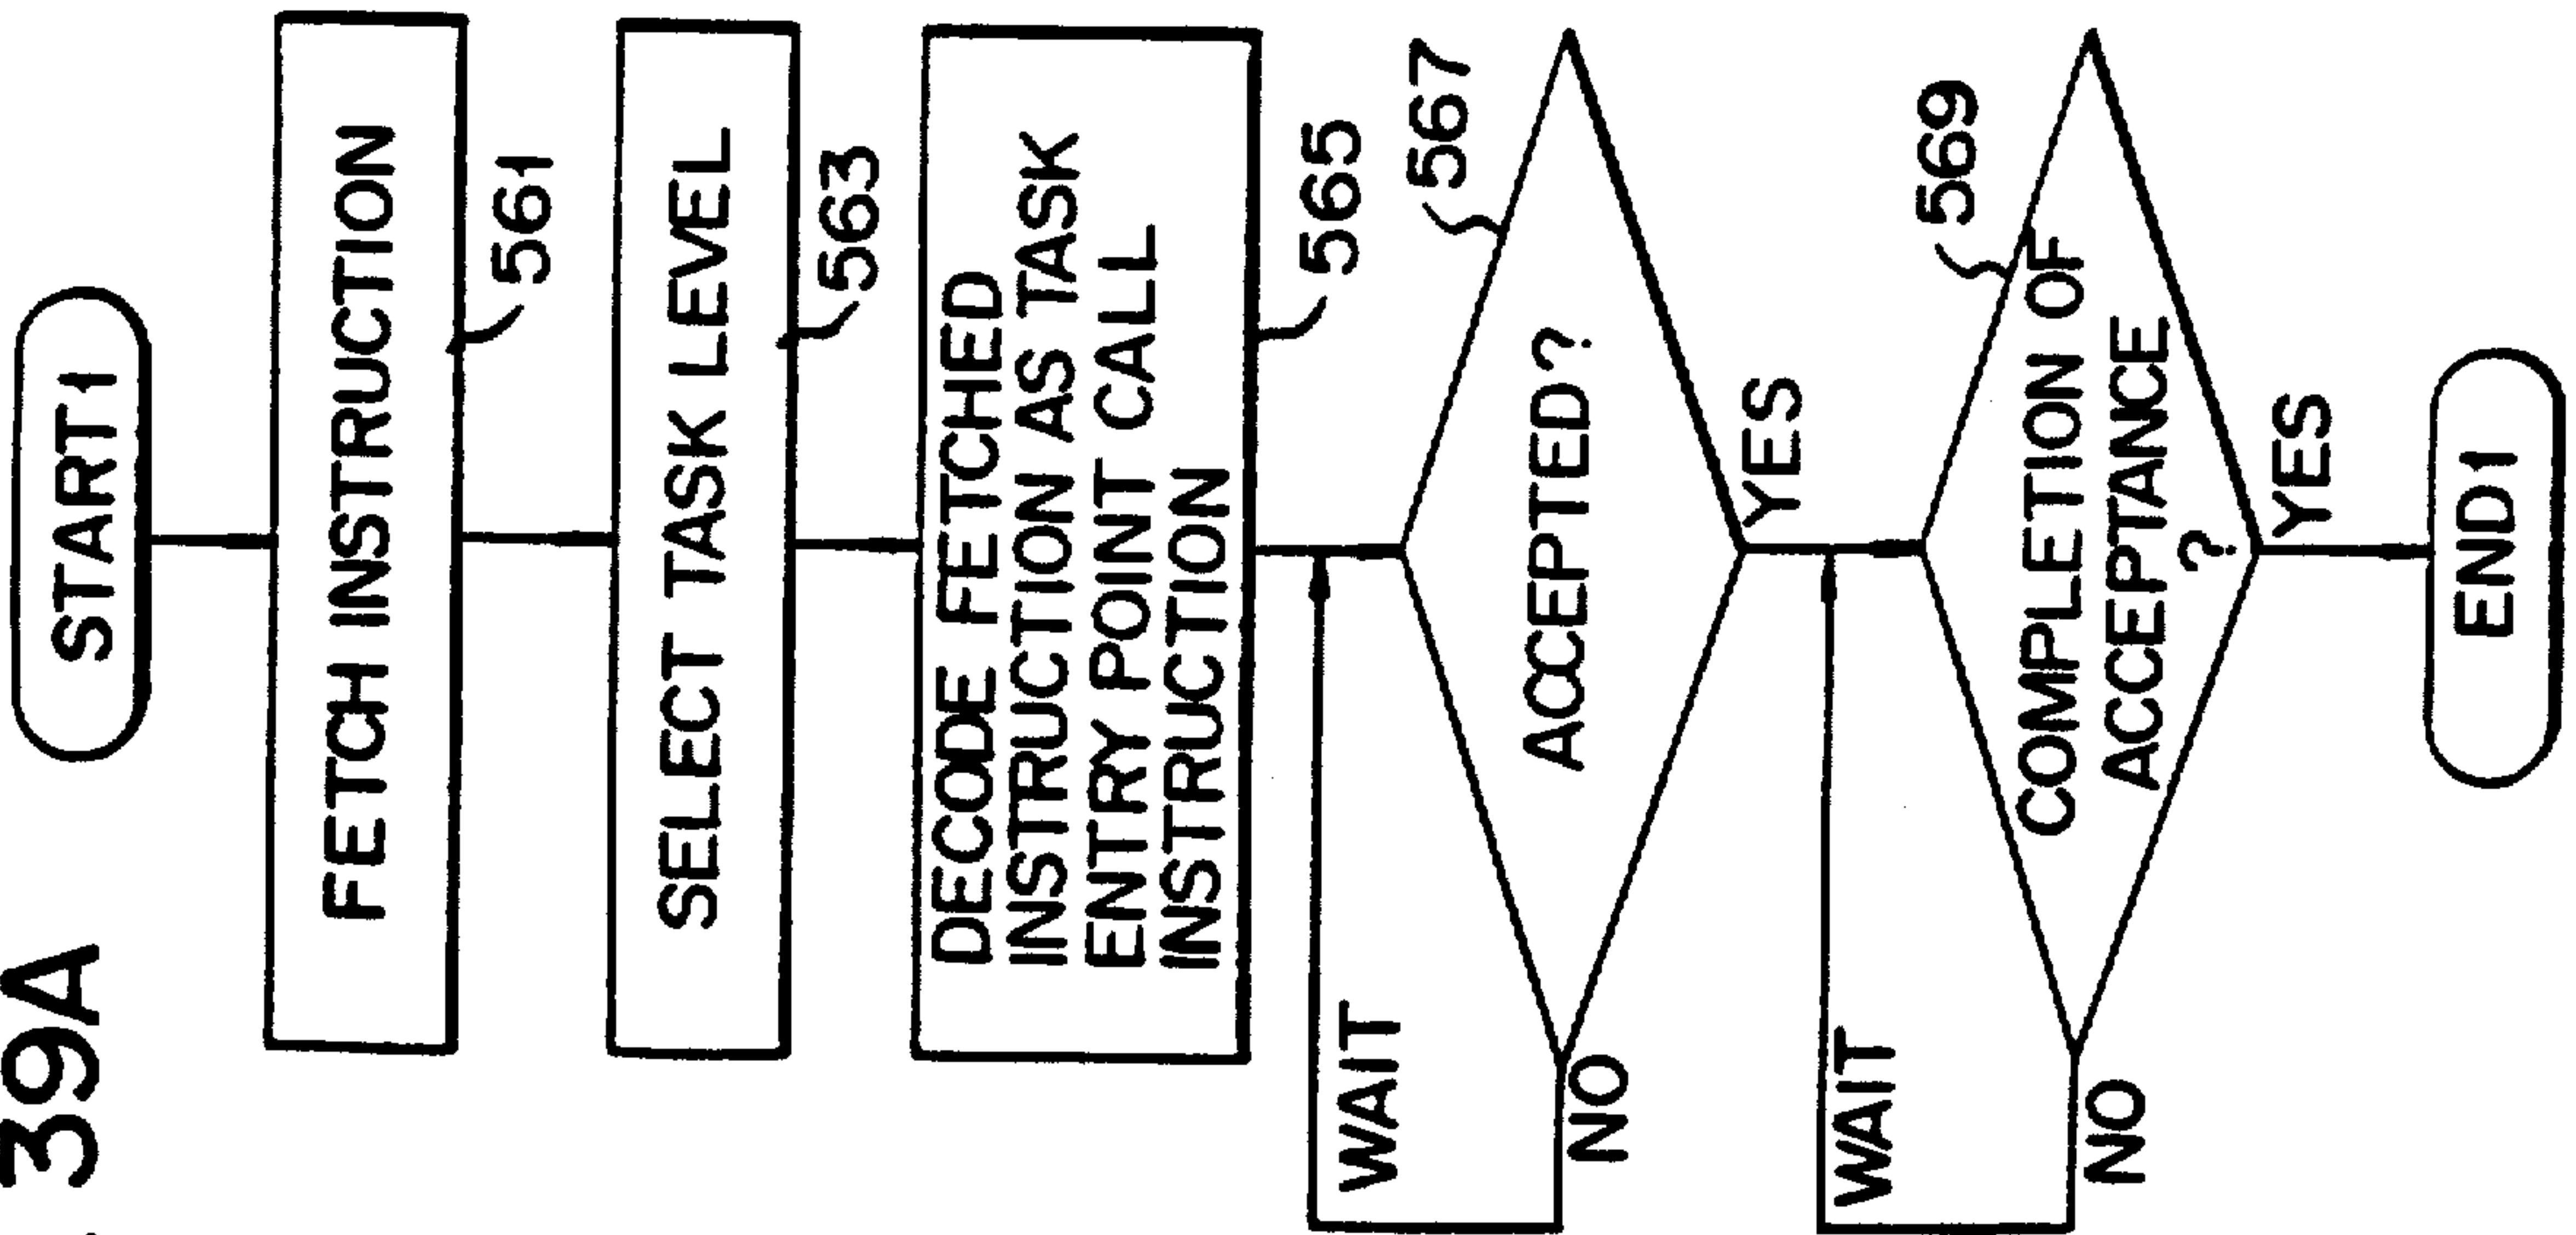 39A
START1
FETCH INSTRUCTION
561
SELECT TASK LEVEL
563
DECODE FETCHED
INSTRUCTION AS TASK
ENTRY POINT CALL
INSTRUCTION
565
WAIT
567
ACCEPTED?
NO
YES
WAIT
569
COMPLETION OF
ACCEPTANCE
?
NO
YES
END1